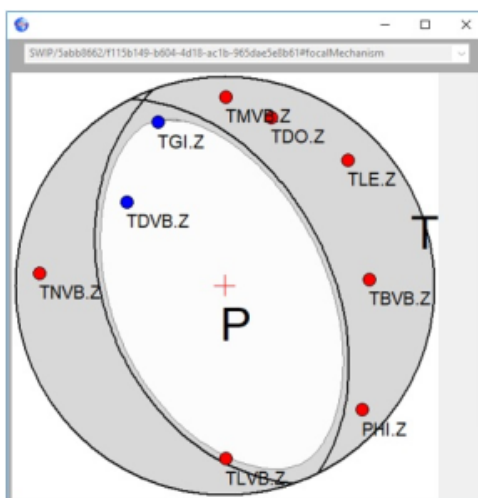 SWIP/5abb8662/f115b149-b604-4d18-ac1b-965dae5e8b61#focalMechanism
TMVB.Z
TDO.Z
TGI.Z
TLE.Z
TDVB.Z
T
TNVB.Z
TBVB.Z
P
PHI.Z
TLVB.Z